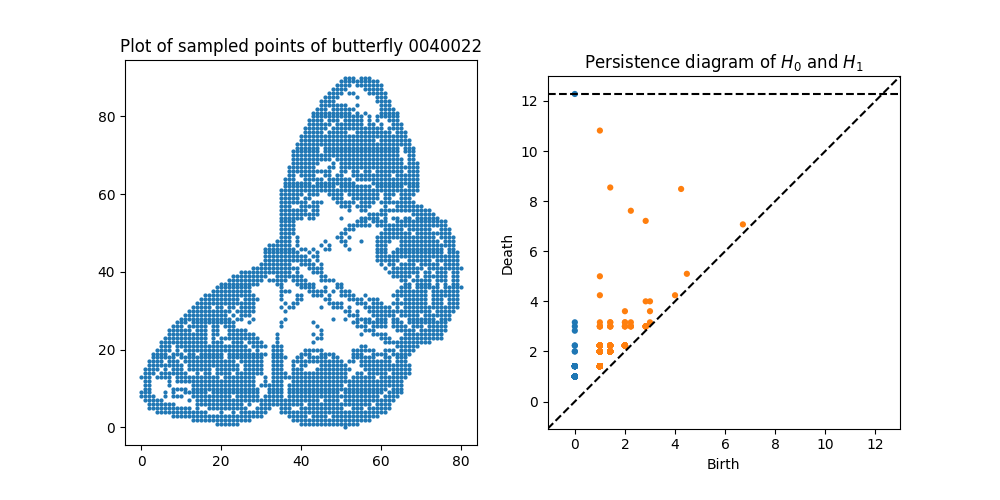 Plot of sampled points of butterfly 0040022
80
60
40
20
0
0 20 40 60 80
Persistence diagram of H₀ and H₁
12
10
8
6
4
2
0
Death
0 2 4 6 8 10 12
Birth